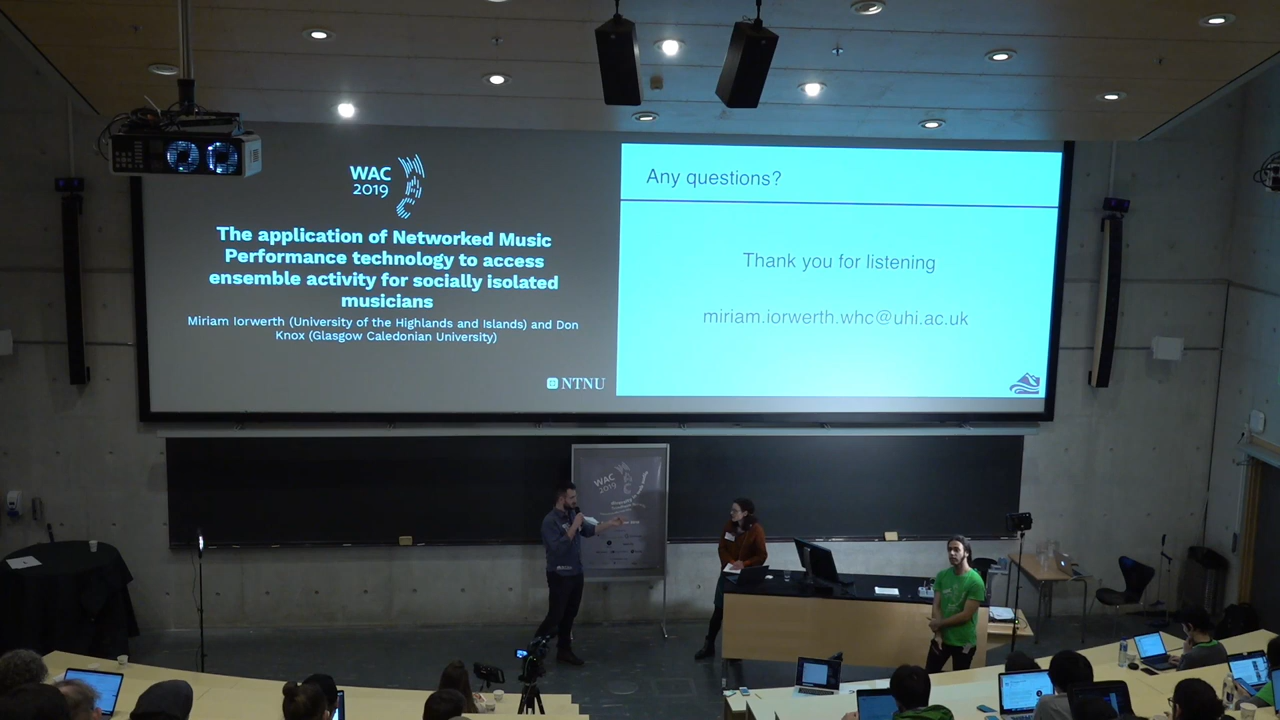 WAC
2019
The application of Networked Music
Performance technology to access
ensemble activity for socially isolated
musicians
Miriam Iorwerth (University of the Highlands and Islands) and Don
Knox (Glasgow Caledonian University)
NTNU
Any questions?
Thank you for listening
miriam.iorwerth.whc@uhi.ac.uk
WAC
2019